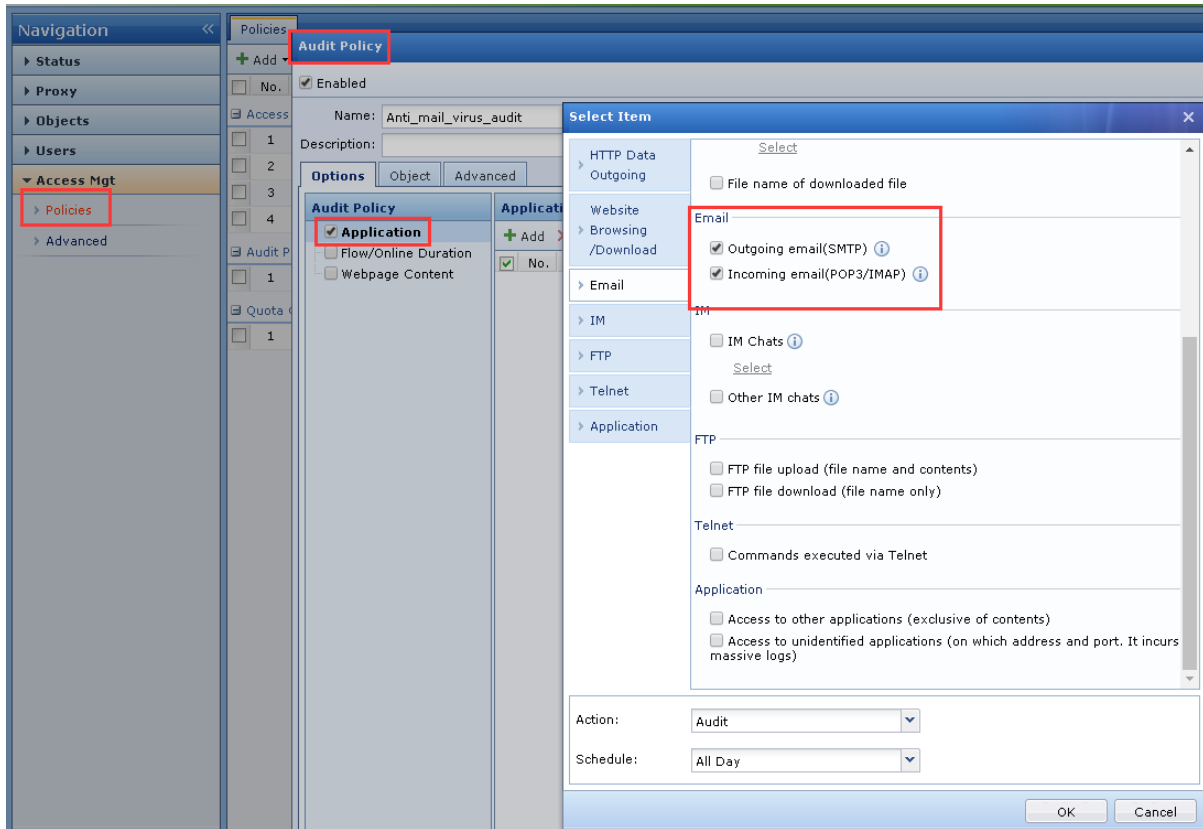 Navigation
Status
Proxy
Objects
Users
Access Mgt
Policies
Advanced
Policies
Add
No.
Access
1
2
3
4
Audit P
1
Quota
1
Audit Policy
Enabled
Name: Anti_mail_virus_audit
Description:
Options Object Advanced
Audit Policy
Application
Flow/Online Duration
Webpage Content
Applicati
Add
No.
Select Item
HTTP Data
Outgoing
Website
Browsing
/Download
Email
IM
FTP
Telnet
Application
Select
File name of downloaded file
Email
Outgoing email(SMTP)
Incoming email(POP3/IMAP)
IM
IM Chats
Select
Other IM chats
FTP
FTP file upload (file name and contents)
FTP file download (file name only)
Telnet
Commands executed via Telnet
Application
Access to other applications (exclusive of contents)
Access to unidentified applications (on which address and port. It incurs
massive logs)
Action: Audit
Schedule: All Day
OK Cancel